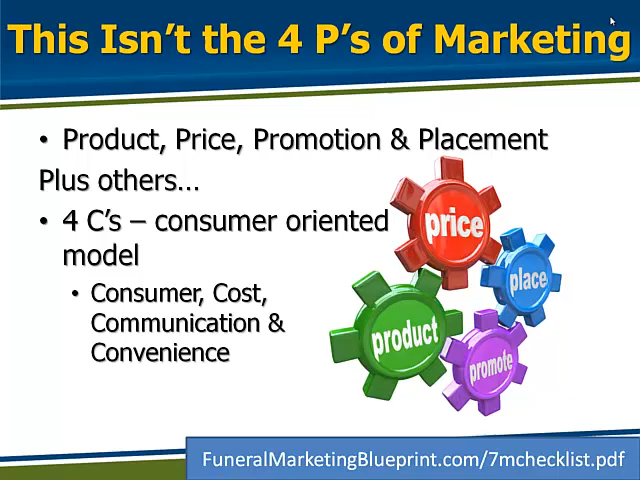 This Isn't the 4 P's of Marketing
• Product, Price, Promotion & Placement
Plus others...
• 4 C's – consumer oriented
model
• Consumer, Cost,
Communication &
Convenience
price
place
product
promote
FuneralMarketingBlueprint.com/7mchecklist.pdf